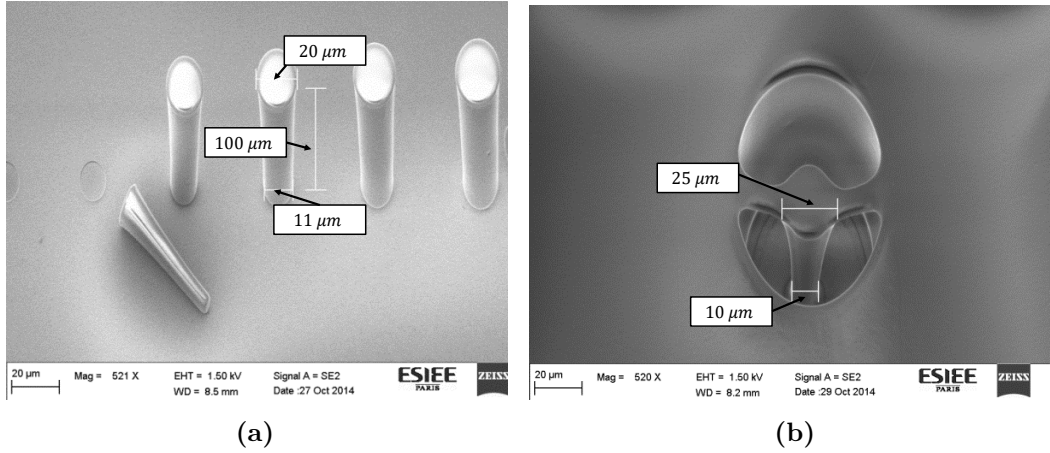 20 μm
100 μm
11 μm
20 μm Mag = 521 X EHT = 1.50 kV Signal A = SE2 ESIEE ZEISS
WD = 8.5 mm Date :27 Oct 2014 PARIS
(a)
25 μm
10 μm
20 μm Mag = 520 X EHT = 1.50 kV Signal A = SE2 ESIEE ZEISS
WD = 8.2 mm Date :29 Oct 2014 PARIS
(b)